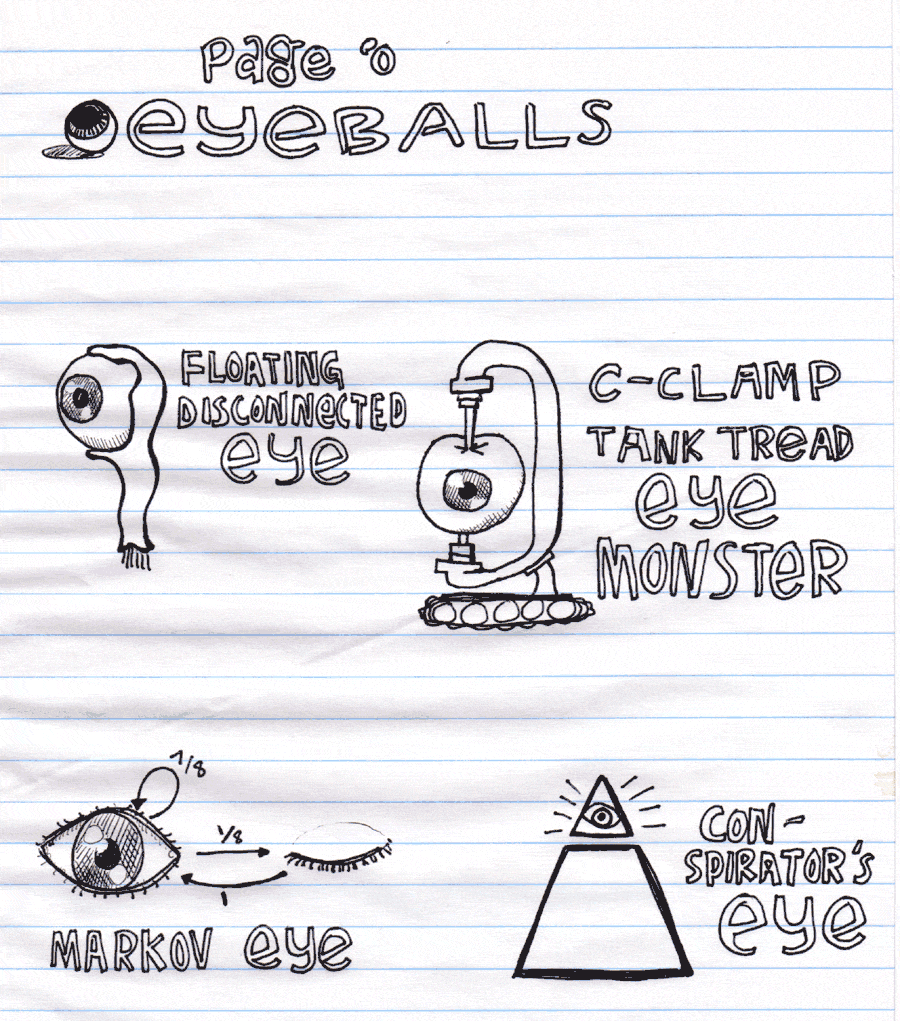 Page 'o
eyeBALLS
FLOATING
DISCONNeCTED
eye
C-CLAMP
TANK TReAD
eye
MONSTeR
7/8
1/8
1
MARKOV eye
CON-
SPIRATOR'S
eye